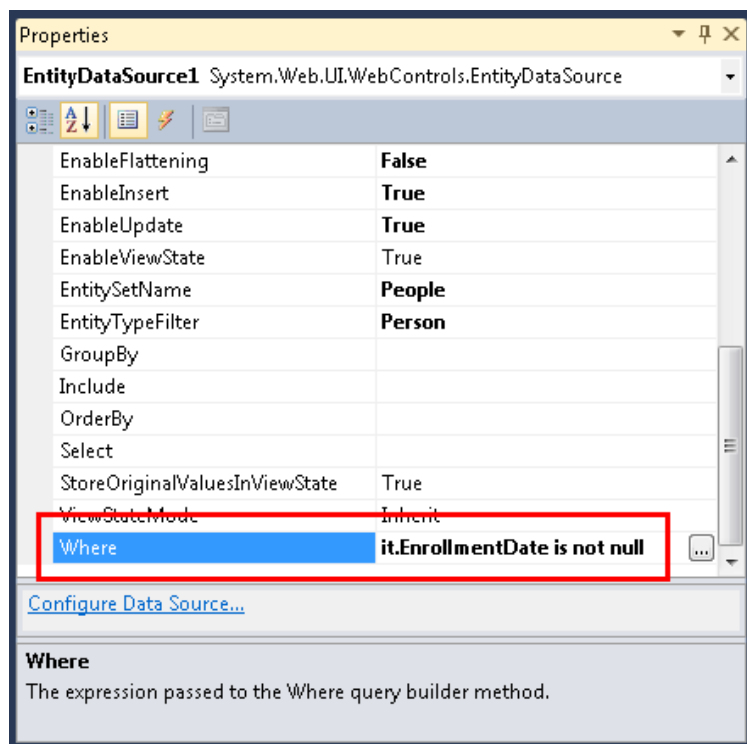 Properties
EntityDataSource1 System.Web.UI.WebControls.EntityDataSource
EnableFlattening False
EnableInsert True
EnableUpdate True
EnableViewState True
EntitySetName People
EntityTypeFilter Person
GroupBy
Include
OrderBy
Select
StoreOriginalValuesInViewState True
ViewStateMode Inherit
Where it.EnrollmentDate is not null ...
Configure Data Source...
Where
The expression passed to the Where query builder method.